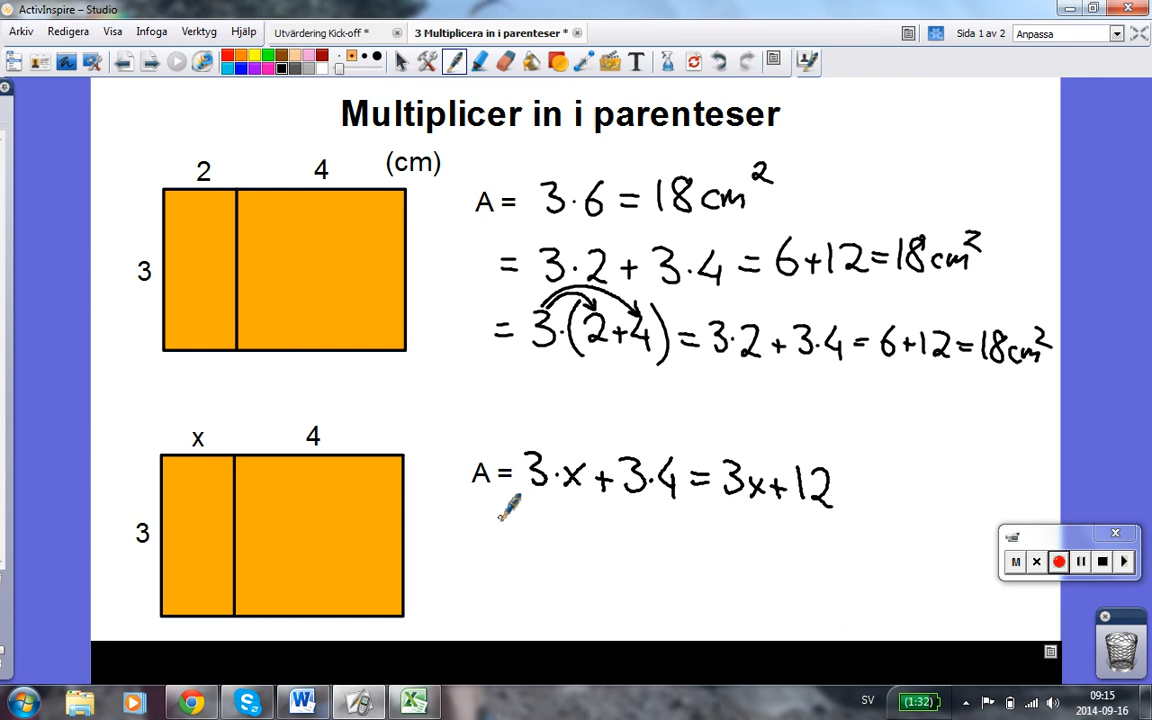 ActivInspire – Studio
Arkiv Redigera Visa Infoga Verktyg Hjälp
Utvärdering Kick-off *
3 Multiplicera in i parenteser *
Sida 1 av 2
Anpassa
Multiplicer in i parenteser
2 4 (cm)
3
A = 3·6 = 18 cm²
= 3·2 + 3·4 = 6+12 = 18 cm²
= 3·(2+4) = 3·2 + 3·4 = 6+12 = 18 cm²
x 4
3
A = 3·x + 3·4 = 3x+12
M
SV
(1:32)
09:15
2014-09-16